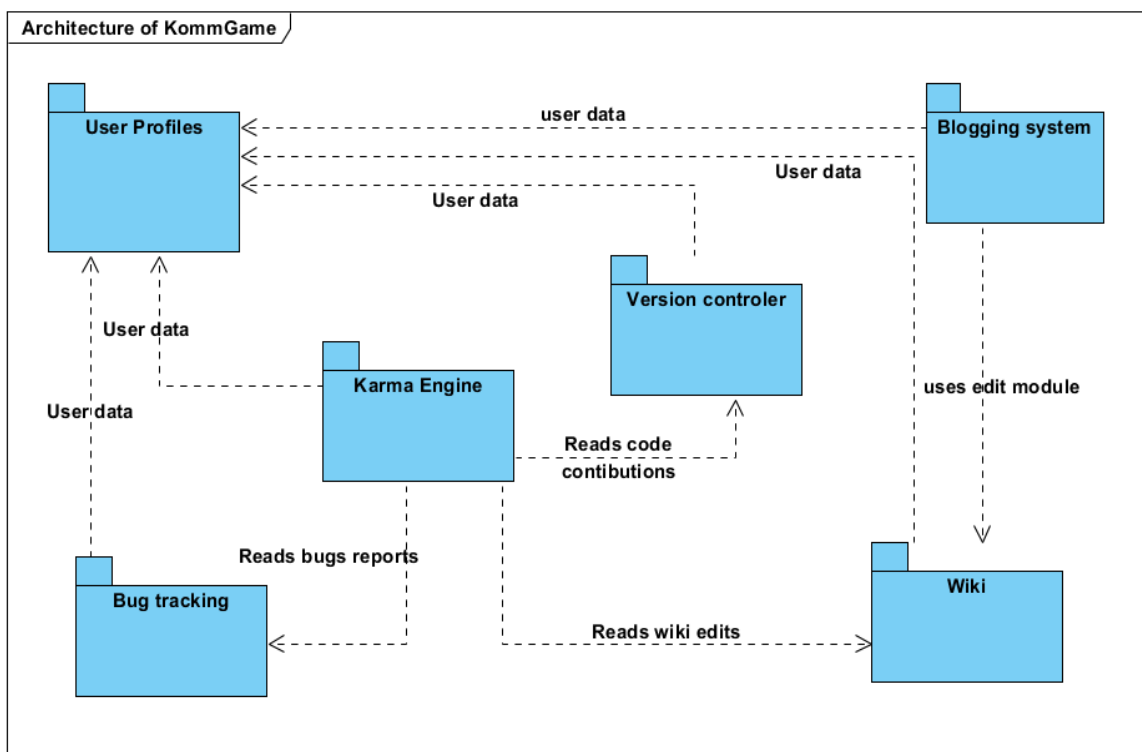 Architecture of KommGame
User Profiles
user data
Blogging system
User data
User data
Version controler
User data
Karma Engine
uses edit module
User data
Reads code
contibutions
Reads bugs reports
Bug tracking
Wiki
Reads wiki edits